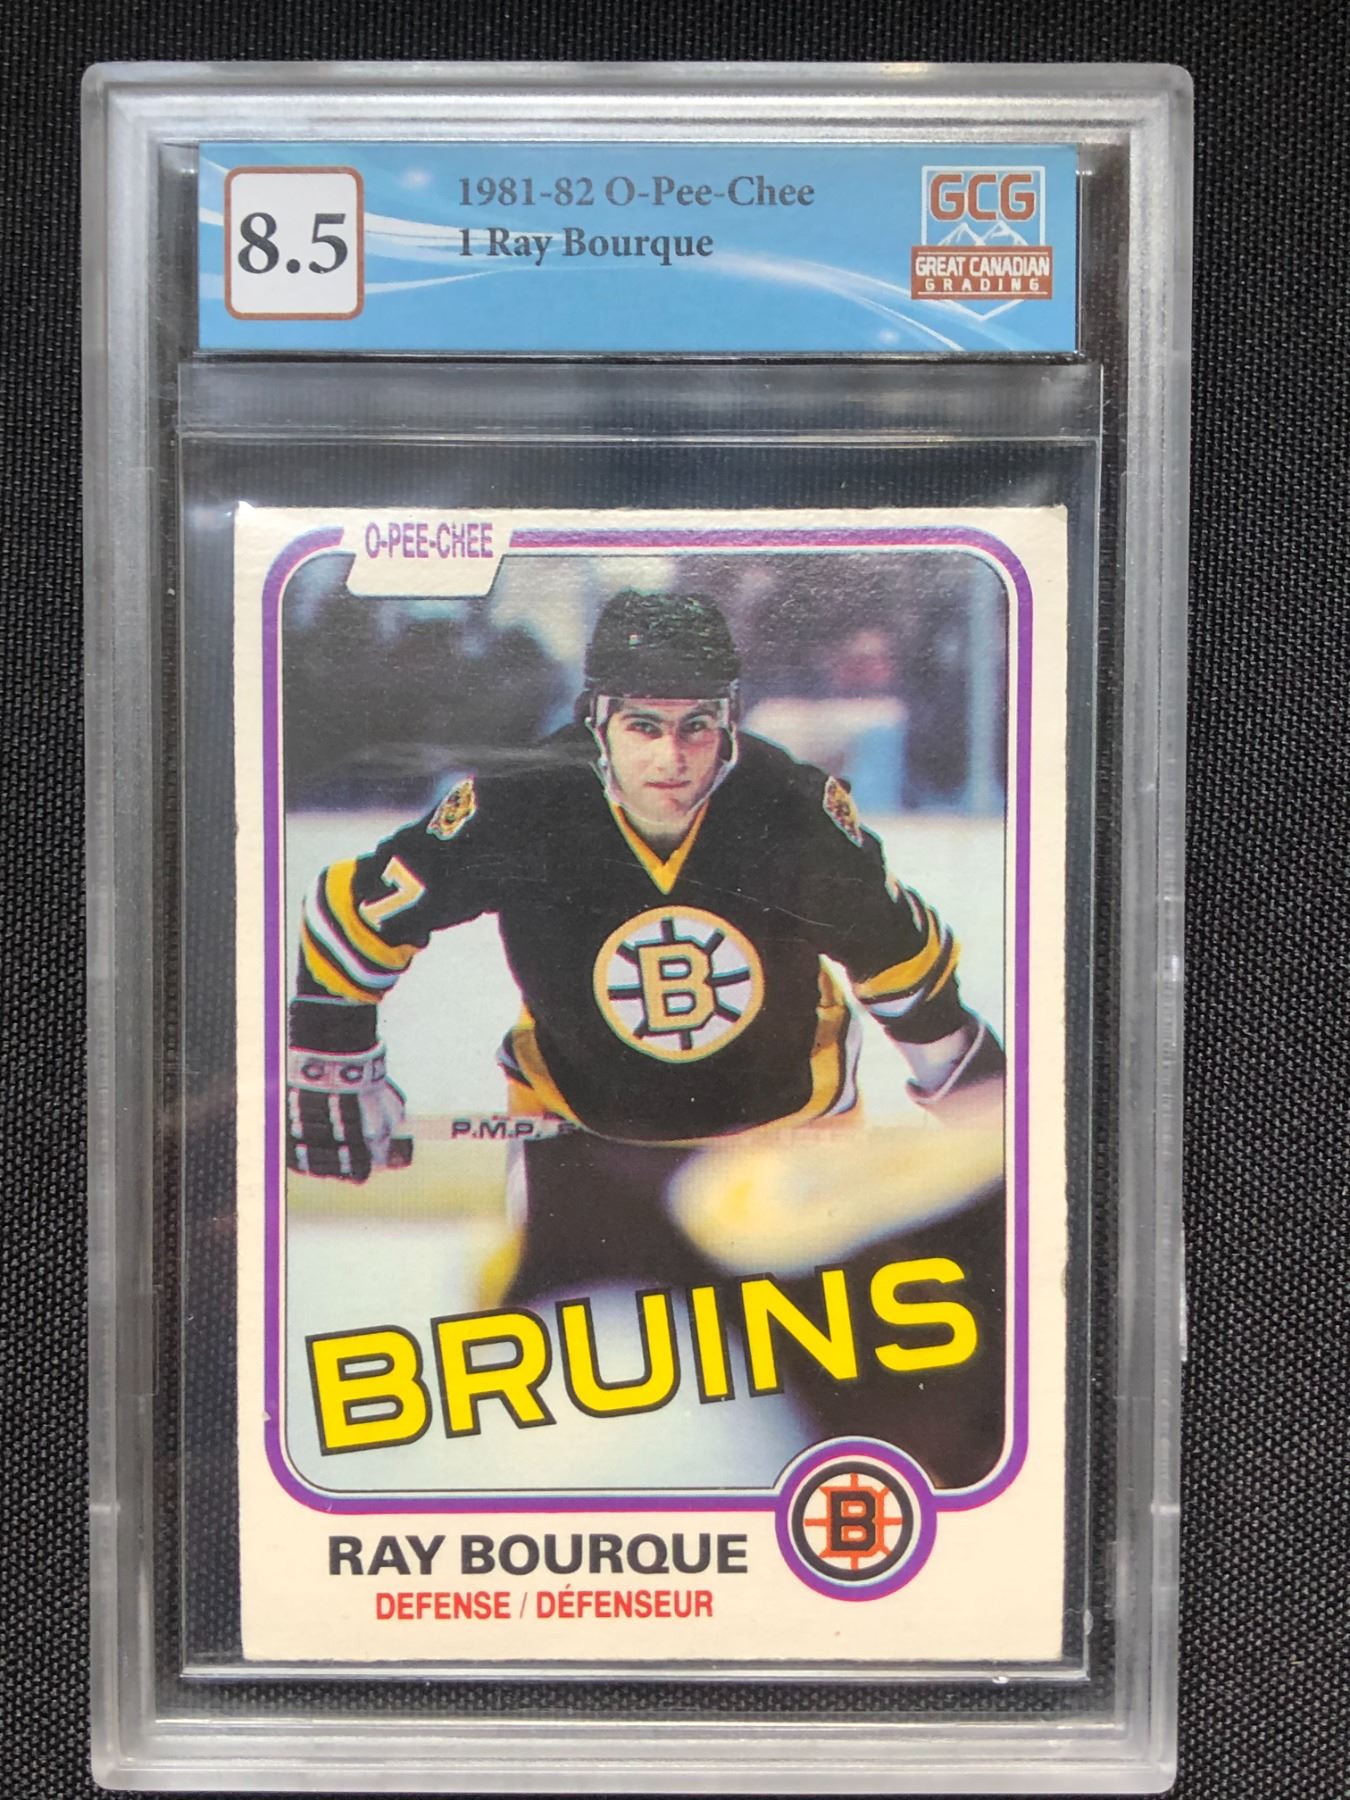 8.5
1981-82 O-Pee-Chee
1 Ray Bourque
GCG
GREAT CANADIAN
GRADING
O-PEE-CHEE
7
B
CC
P.M.P.
BRUINS
B
RAY BOURQUE
DEFENSE / DÉFENSEUR